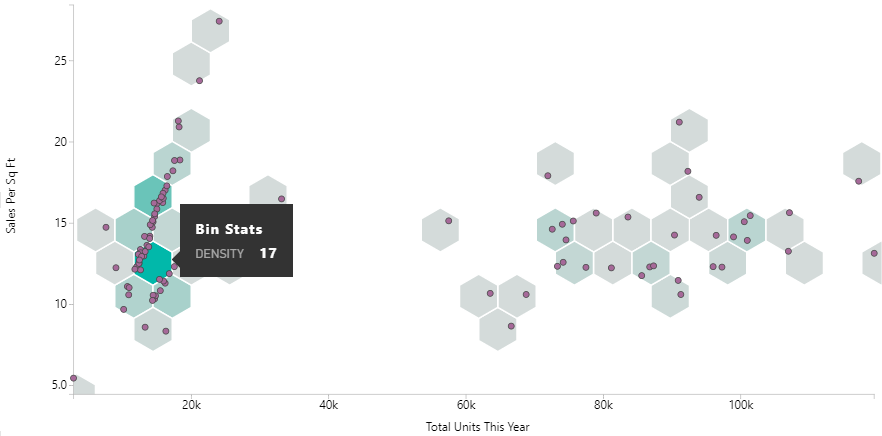 25
20
15
10
5.0
Sales Per Sq Ft
Bin Stats
DENSITY 17
20k 40k 60k 80k 100k
Total Units This Year